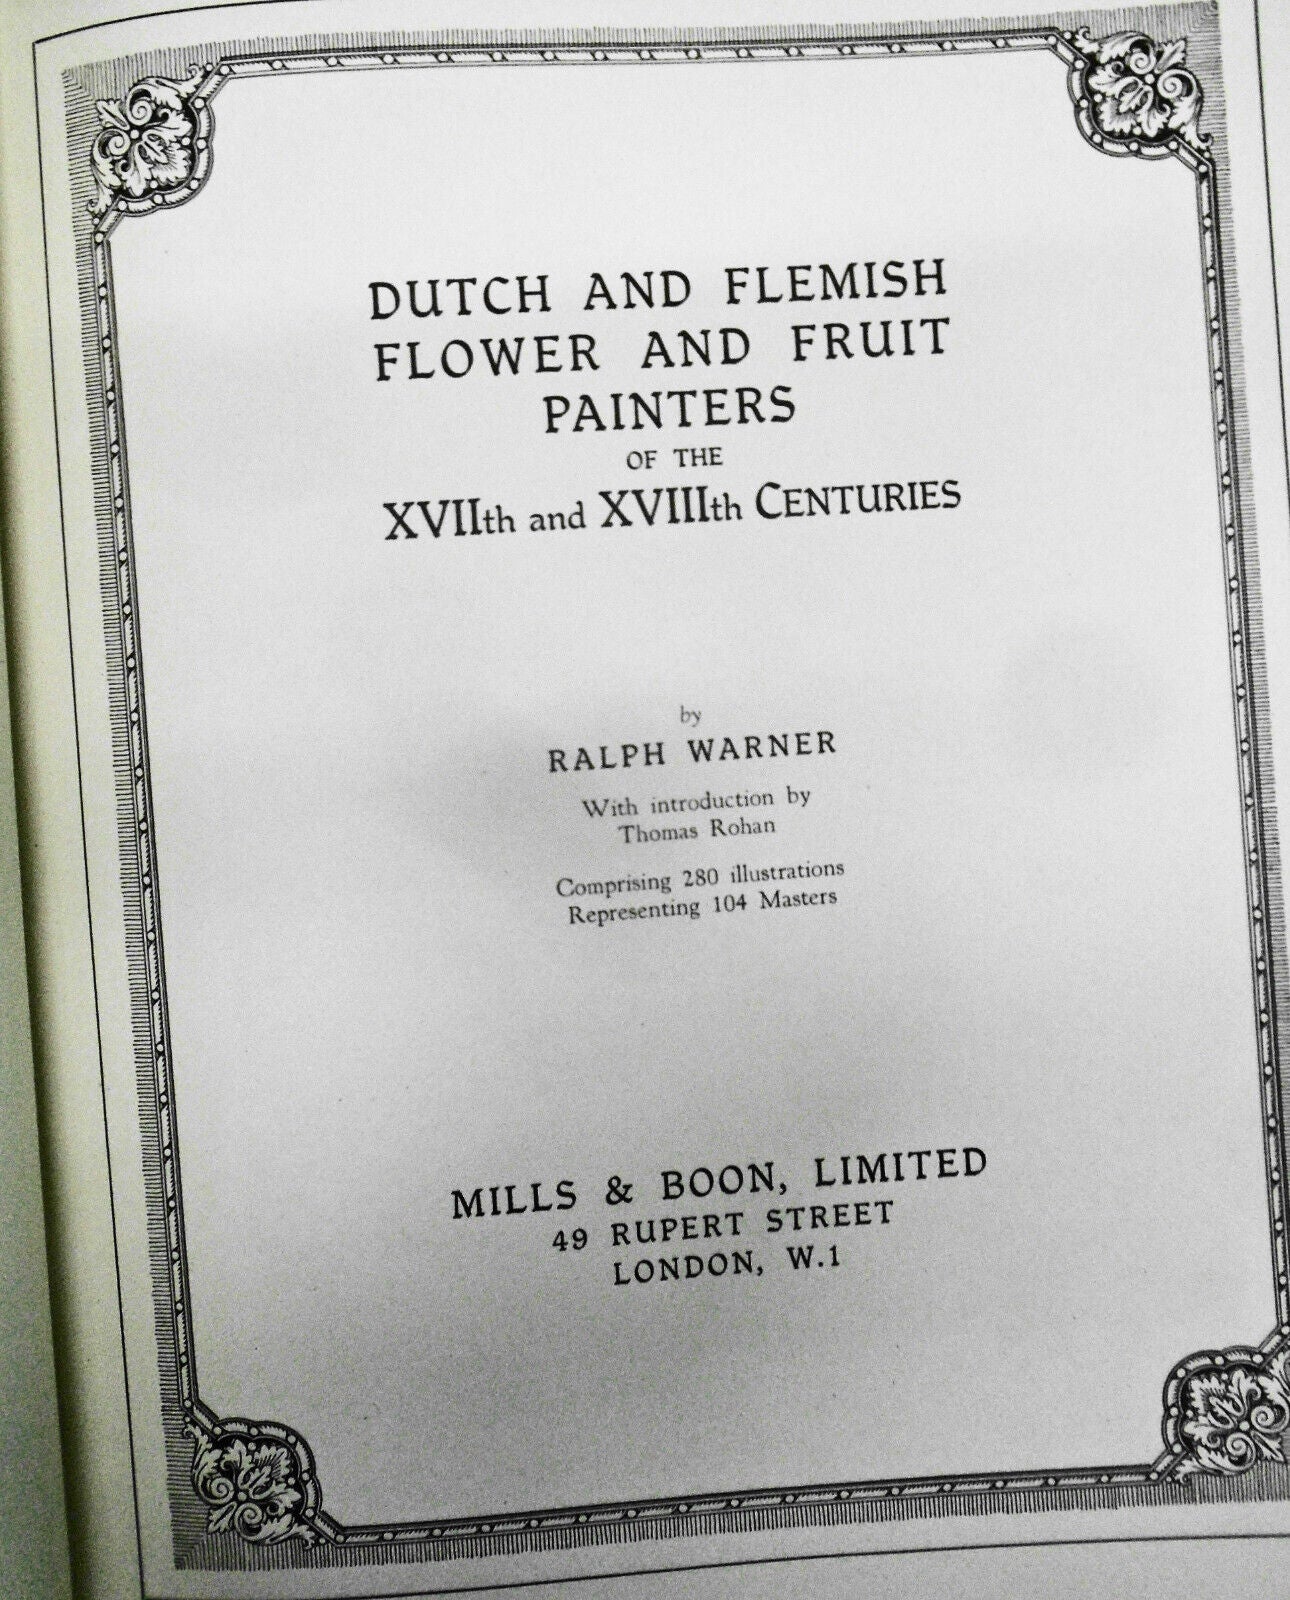 DUTCH AND FLEMISH
FLOWER AND FRUIT
PAINTERS
OF THE
XVIIth and XVIIIth CENTURIES
by
RALPH WARNER
With introduction by
Thomas Rohan
Comprising 280 illustrations
Representing 104 Masters
MILLS & BOON, LIMITED
49 RUPERT STREET
LONDON, W.1